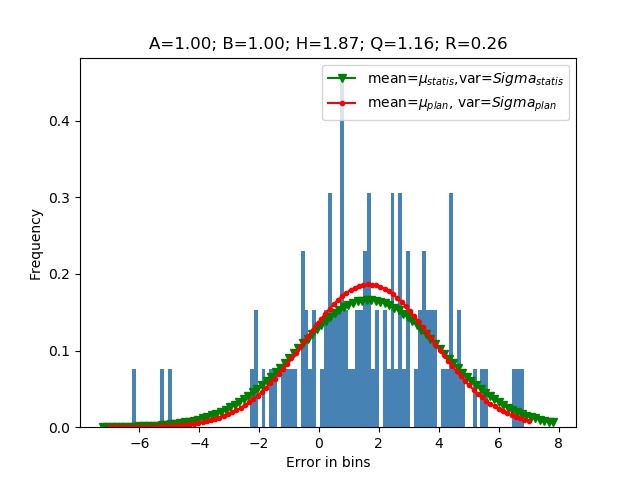 A=1.00; B=1.00; H=1.87; Q=1.16; R=0.26
mean=μstatis,var=Sigmastatis
mean=μplan, var=Sigmaplan
0.4
0.3
0.2
0.1
0.0
Frequency
−6 −4 −2 0 2 4 6 8
Error in bins